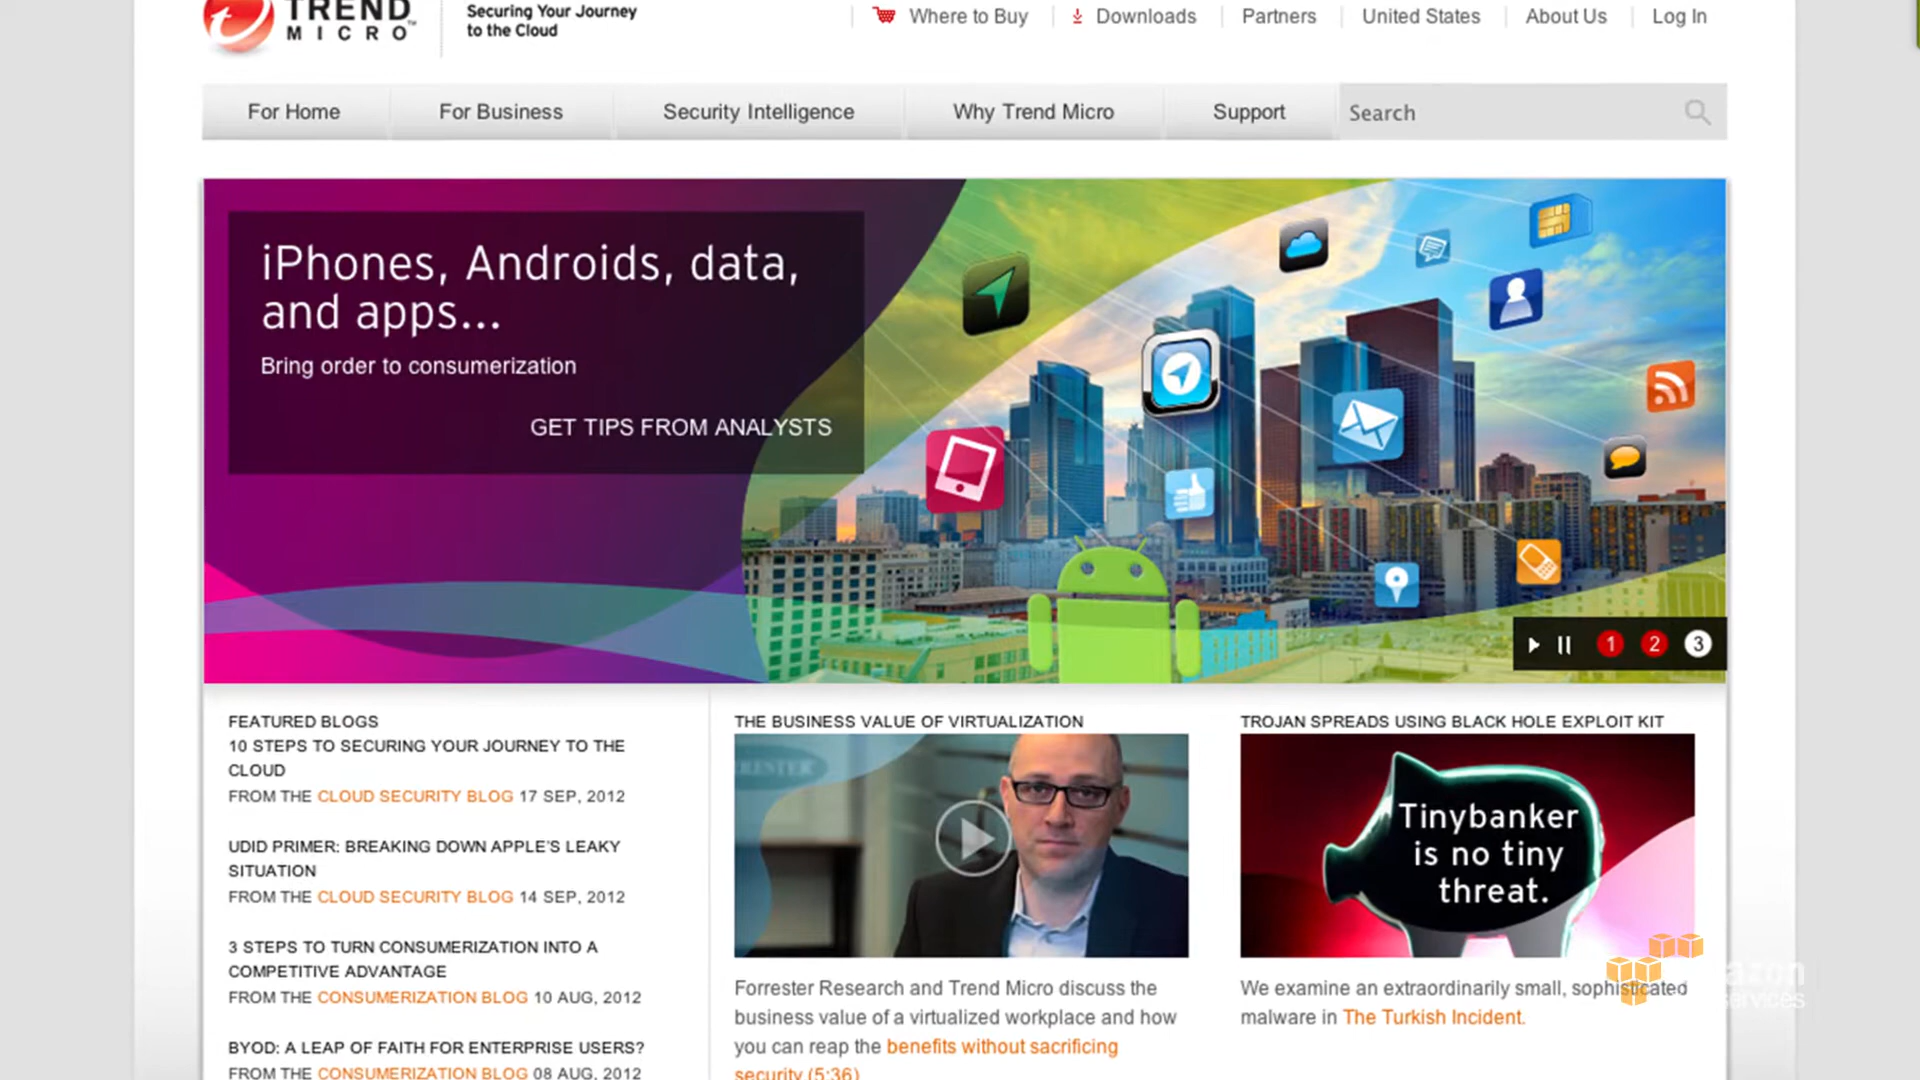 TREND
MICRO
Securing Your Journey
to the Cloud
Where to Buy
Downloads
Partners
United States
About Us
Log In
For Home
For Business
Security Intelligence
Why Trend Micro
Support
Search
iPhones, Androids, data,
and apps...
Bring order to consumerization
GET TIPS FROM ANALYSTS
1 2 3
FEATURED BLOGS
10 STEPS TO SECURING YOUR JOURNEY TO THE
CLOUD
FROM THE CLOUD SECURITY BLOG 17 SEP, 2012
UDID PRIMER: BREAKING DOWN APPLE'S LEAKY
SITUATION
FROM THE CLOUD SECURITY BLOG 14 SEP, 2012
3 STEPS TO TURN CONSUMERIZATION INTO A
COMPETITIVE ADVANTAGE
FROM THE CONSUMERIZATION BLOG 10 AUG, 2012
BYOD: A LEAP OF FAITH FOR ENTERPRISE USERS?
FROM THE CONSUMERIZATION BLOG 08 AUG, 2012
THE BUSINESS VALUE OF VIRTUALIZATION
Forrester Research and Trend Micro discuss the
business value of a virtualized workplace and how
you can reap the benefits without sacrificing
security (5:36)
TROJAN SPREADS USING BLACK HOLE EXPLOIT KIT
Tinybanker
is no tiny
threat.
We examine an extraordinarily small, sophisticated
malware in The Turkish Incident.